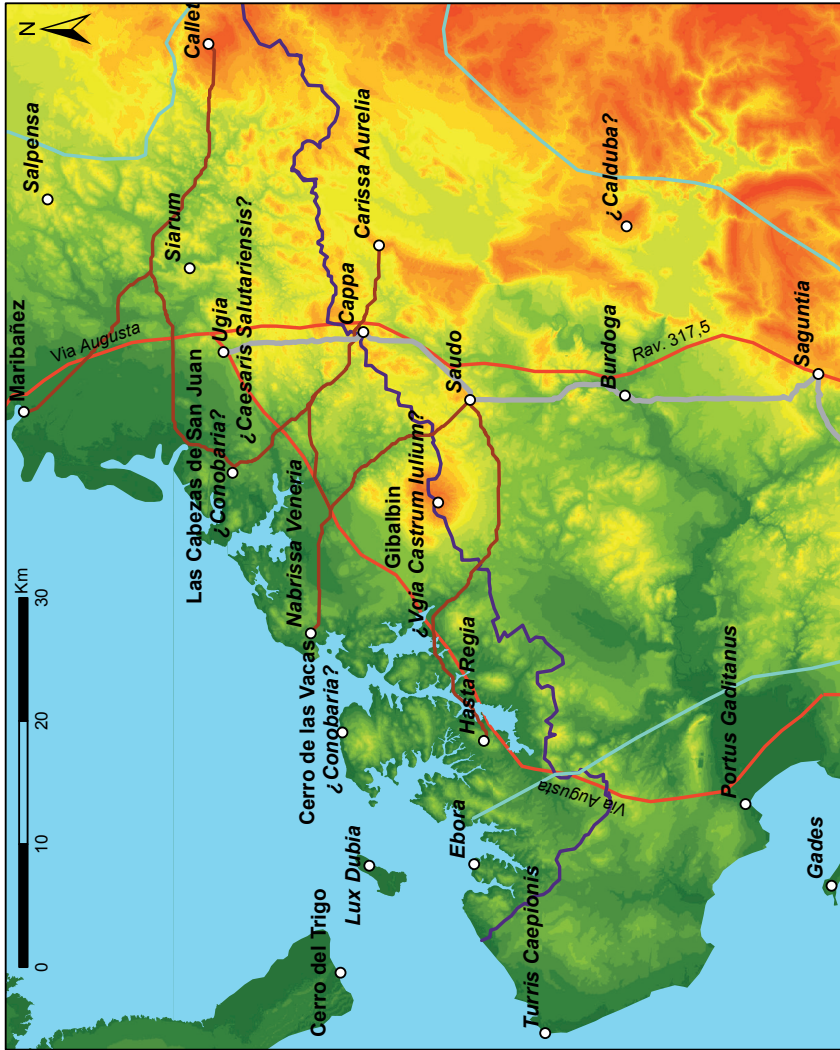 N
Callet
Salpensa
Siarum
Maribañez
Via Augusta
Ugia
¿Caesaris Salutariensis?
Las Cabezas de San Juan
¿Conobaria?
Carissa Aurelia
Cappa
¿Calduba?
Saudo
Burdoga
Rav. 317,5
Saguntia
Nabrissa Veneria
Gibalbin
¿Vgia Castrum Iulium?
Cerro de las Vacas
¿Conobaria?
Hasta Regia
Lux Dubia
Ebora
Via Augusta
Portus Gaditanus
Gades
Cerro del Trigo
Turris Caepionis
0
10
20
30
Km